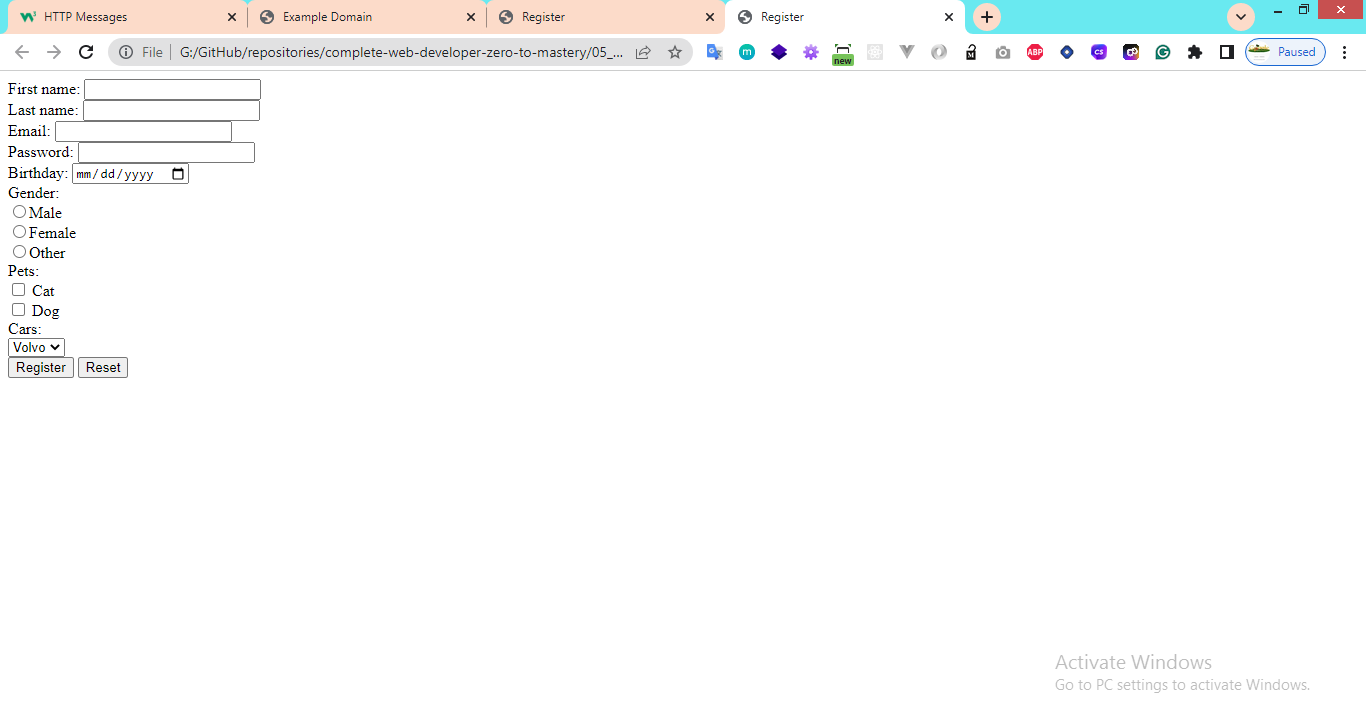 HTTP Messages
Example Domain
Register
Register
File
G:/GitHub/repositories/complete-web-developer-zero-to-mastery/05_...
m
new
M
ABP
CS
G
Paused
First name:
Last name:
Email:
Password:
Birthday: mm/dd/yyyy
Gender:
Male
Female
Other
Pets:
Cat
Dog
Cars:
Volvo
Register Reset
Activate Windows
Go to PC settings to activate Windows.